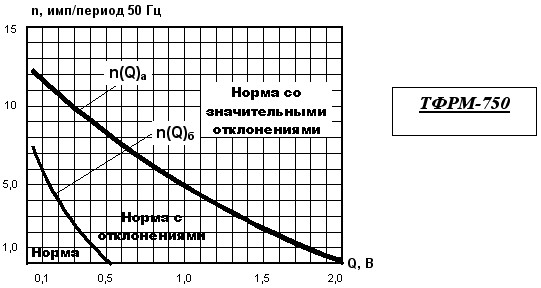 n, имп/период 50 Гц
15
n(Q)а
Норма со
значительными
отклонениями
ТФРМ-750
10
n(Q)б
5,0
Норма с
отклонениями
1,0
Норма
Q, В
0,1
0,5
1,0
1,5
2,0